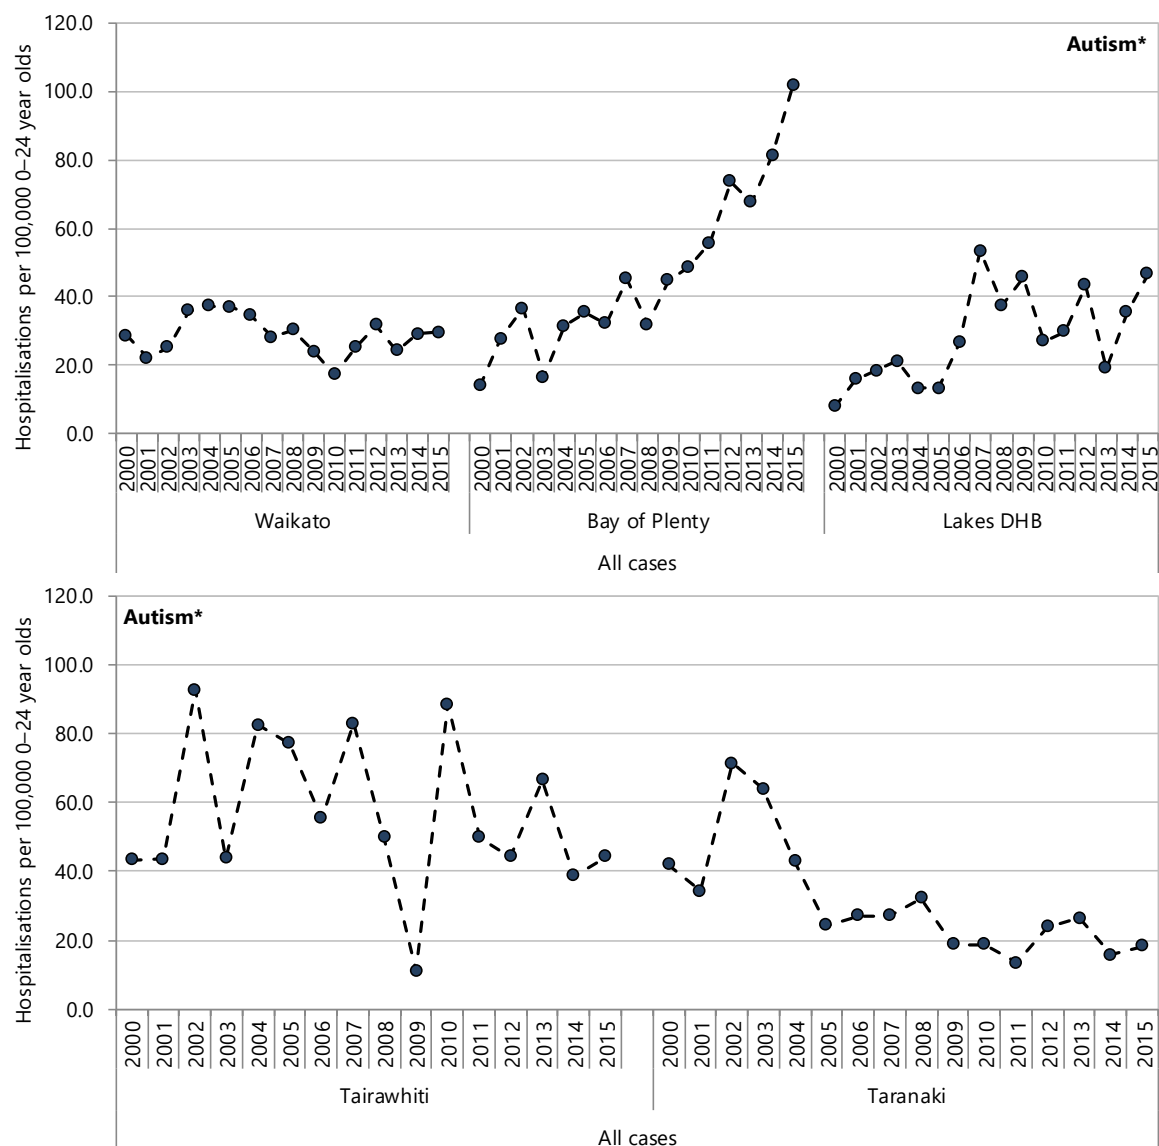 Autism*
Hospitalisations per 100,000 0–24 year olds
120.0
100.0
80.0
60.0
40.0
20.0
0.0
2000 2001 2002 2003 2004 2005 2006 2007 2008 2009 2010 2011 2012 2013 2014 2015 2000 2001 2002 2003 2004 2005 2006 2007 2008 2009 2010 2011 2012 2013 2014 2015 2000 2001 2002 2003 2004 2005 2006 2007 2008 2009 2010 2011 2012 2013 2014 2015
Waikato Bay of Plenty Lakes DHB
All cases
Autism*
Hospitalisations per 100,000 0–24 year olds
120.0
100.0
80.0
60.0
40.0
20.0
0.0
2000 2001 2002 2003 2004 2005 2006 2007 2008 2009 2010 2011 2012 2013 2014 2015 2000 2001 2002 2003 2004 2005 2006 2007 2008 2009 2010 2011 2012 2013 2014 2015
Tairawhiti Taranaki
All cases